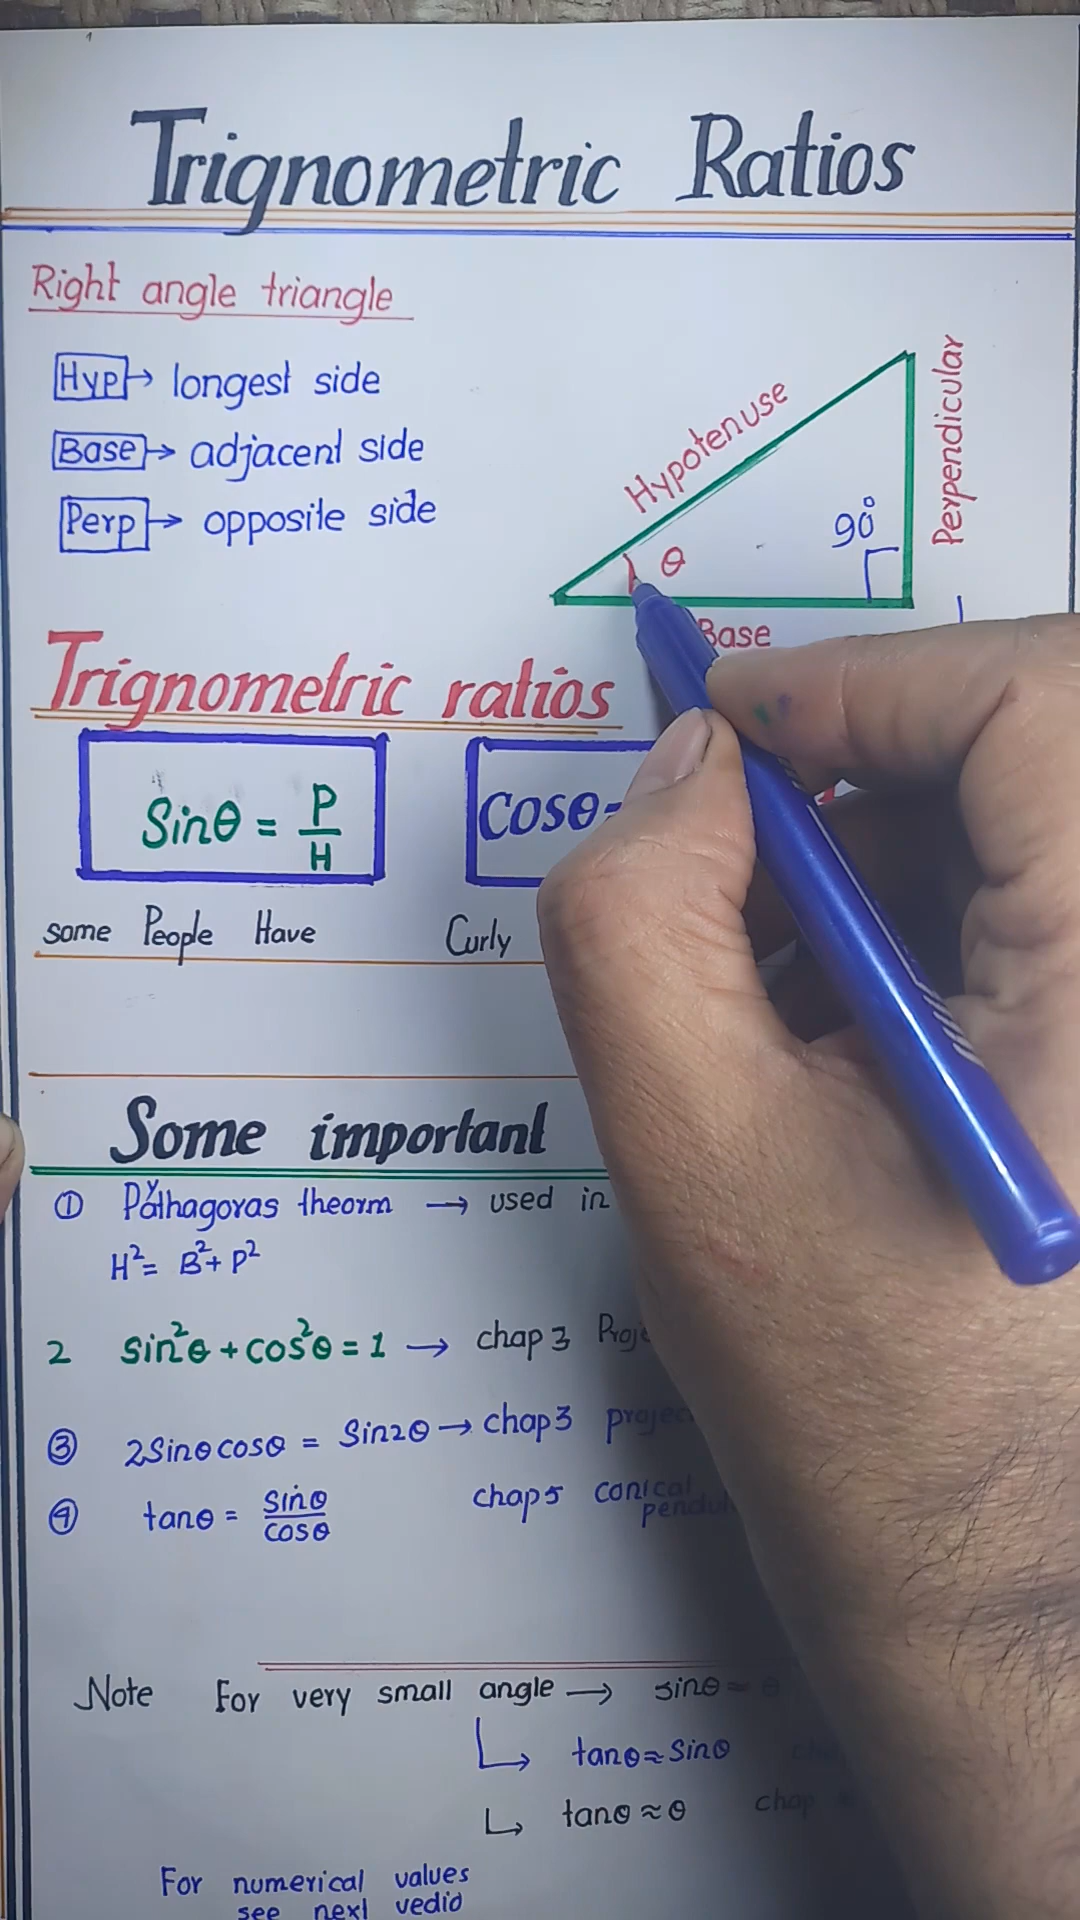 Trignometric Ratios
Right angle triangle
Hyp → longest side
Base → adjacent side
Perp → opposite side
Hypotenuse
Perpendicular
90°
θ
Base
Trignometric ratios
Sinθ = P/H
COSθ=
some People Have Curly
Some important
① Pythagoras theorm → used in
H²= B²+ P²
2 sin²θ + cos²θ = 1 → chap 3
③ 2Sinθ cosθ = Sin2θ → chap3
④ tanθ = sinθ/cosθ chap5 conical
Note For very small angle → sinθ ≈ θ
↳ tanθ ≈ Sinθ
↳ tanθ ≈ θ chap
For numerical values
see next vedio